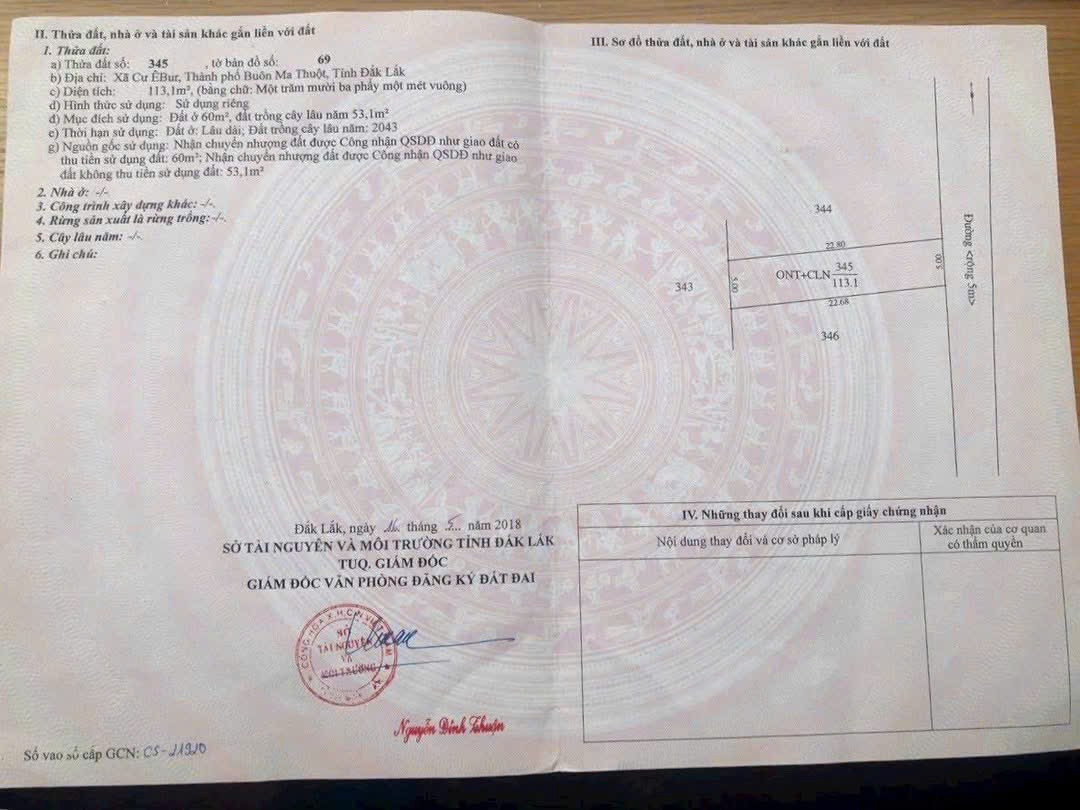 II. Thửa đất, nhà ở và tài sản khác gắn liền với đất
1. Thửa đất:
a) Thửa đất số: 345 , tờ bản đồ số: 69
b) Địa chỉ: Xã Cư ÊBur, Thành phố Buôn Ma Thuột, Tỉnh Đắk Lắk
c) Diện tích: 113,1m², (bằng chữ: Một trăm mười ba phẩy một mét vuông)
d) Hình thức sử dụng: Sử dụng riêng
đ) Mục đích sử dụng: Đất ở 60m², đất trồng cây lâu năm 53,1m²
e) Thời hạn sử dụng: Đất ở: Lâu dài; Đất trồng cây lâu năm: 2043
g) Nguồn gốc sử dụng: Nhận chuyển nhượng đất được Công nhận QSDĐ như giao đất có
thu tiền sử dụng đất: 60m²; Nhận chuyển nhượng đất được Công nhận QSDĐ như giao
đất không thu tiền sử dụng đất: 53,1m²
2. Nhà ở: -/-
3. Công trình xây dựng khác: -/-.
4. Rừng sản xuất là rừng trồng:-/-.
5. Cây lâu năm: -/-.
6. Ghi chú:
Đắk Lắk, ngày tháng 5 năm 2018
SỞ TÀI NGUYÊN VÀ MÔI TRƯỜNG TỈNH ĐẮK LẮK
TUQ. GIÁM ĐỐC
GIÁM ĐỐC VĂN PHÒNG ĐĂNG KÝ ĐẤT ĐAI
CỘNG HÒA X.H.C.N VIỆT NAM
SỞ
TÀI NGUYÊN
VÀ
MÔI TRƯỜNG
Nguyễn Đình Thuận
Số vào sổ cấp GCN: CS-21920
III. Sơ đồ thửa đất, nhà ở và tài sản khác gắn liền với đất
344
22.80
343
5.00
ONT+CLN 345
113.1
5.00
Đường <rộng 5m>
22.68
346
IV. Những thay đổi sau khi cấp giấy chứng nhận
Nội dung thay đổi và cơ sở pháp lý
Xác nhận của cơ quan
có thẩm quyền